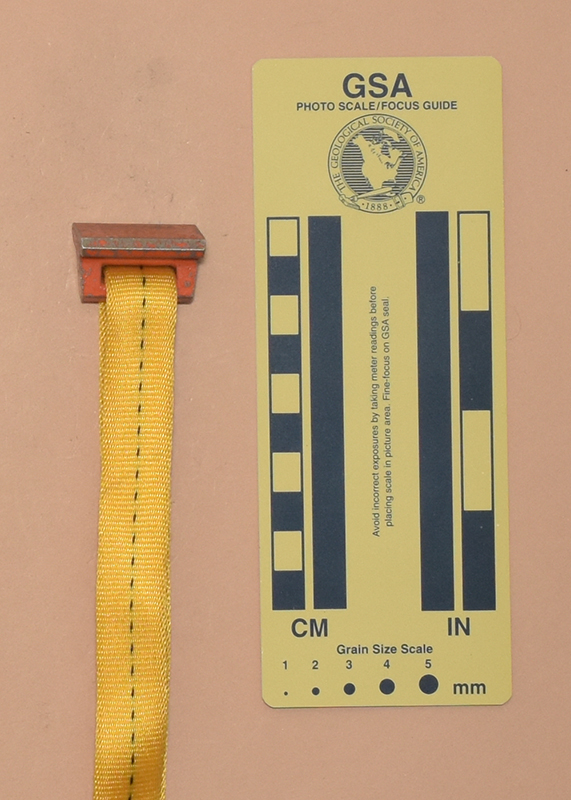 GSA
PHOTO SCALE/FOCUS GUIDE
THE GEOLOGICAL SOCIETY OF AMERICA
·1888·
®
Avoid incorrect exposures by taking meter readings before
placing scale in picture area. Fine-focus on GSA seal.
CM
IN
Grain Size Scale
1 2 3 4 5
mm